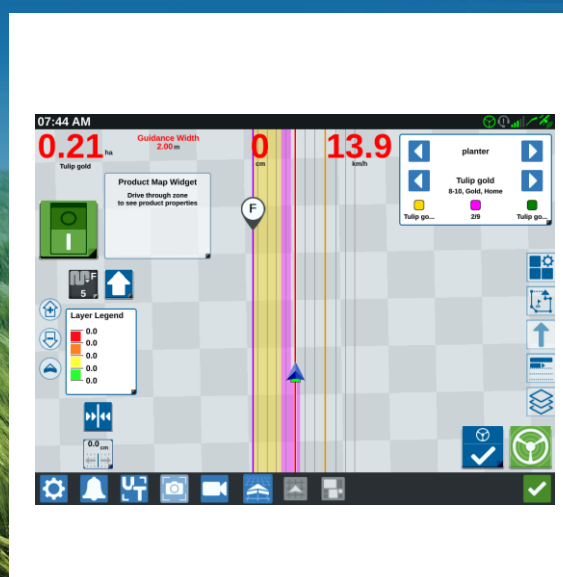 07:44 AM
0.21 ha
Tulip gold
Guidance Width
2.00 m
0
cm
13.9
km/h
planter
Tulip gold
8-10, Gold, Home
Tulip go...
2/9
Tulip go...
Product Map Widget
Drive through zone
to see product properties
F
F
5
Layer Legend
0.0
0.0
0.0
0.0
0.0
0.0 cm
UT